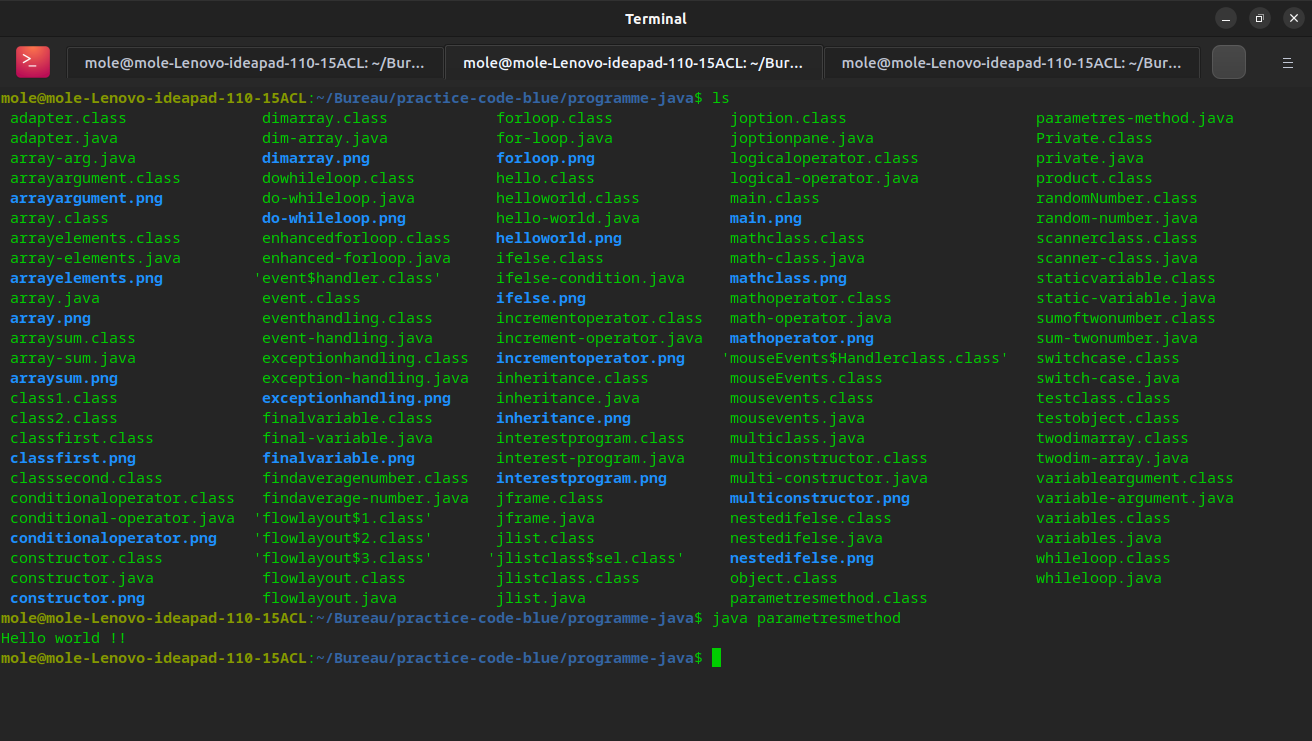 Terminal
>_
mole@mole-Lenovo-ideapad-110-15ACL: ~/Bur... mole@mole-Lenovo-ideapad-110-15ACL: ~/Bur... mole@mole-Lenovo-ideapad-110-15ACL: ~/Bur...
mole@mole-Lenovo-ideapad-110-15ACL:~/Bureau/practice-code-blue/programme-java$ ls
adapter.class dimarray.class forloop.class joption.class parametres-method.java
adapter.java dim-array.java for-loop.java joptionpane.java Private.class
array-arg.java dimarray.png forloop.png logicaloperator.class private.java
arrayargument.class dowhileloop.class hello.class logical-operator.java product.class
arrayargument.png do-whileloop.java helloworld.class main.class randomNumber.class
array.class do-whileloop.png hello-world.java main.png random-number.java
arrayelements.class enhancedforloop.class helloworld.png mathclass.class scannerclass.class
array-elements.java enhanced-forloop.java ifelse.class math-class.java scanner-class.java
arrayelements.png 'event$handler.class' ifelse-condition.java mathclass.png staticvariable.class
array.java event.class ifelse.png mathoperator.class static-variable.java
array.png eventhandling.class incrementoperator.class math-operator.java sumoftwonumber.class
arraysum.class event-handling.java increment-operator.java mathoperator.png sum-twonumber.java
array-sum.java exceptionhandling.class incrementoperator.png 'mouseEvents$Handlerclass.class' switchcase.class
arraysum.png exception-handling.java inheritance.class mouseEvents.class switch-case.java
class1.class exceptionhandling.png inheritance.java mousevents.class testclass.class
class2.class finalvariable.class inheritance.png mousevents.java testobject.class
classfirst.class final-variable.java interestprogram.class multiclass.java twodimarray.class
classfirst.png finalvariable.png interest-program.java multiconstructor.class twodim-array.java
classsecond.class findaveragenumber.class interestprogram.png multi-constructor.java variableargument.class
conditionaloperator.class findaverage-number.java jframe.class multiconstructor.png variable-argument.java
conditional-operator.java 'flowlayout$1.class' jframe.java nestedifelse.class variables.class
conditionaloperator.png 'flowlayout$2.class' jlist.class nestedifelse.java variables.java
constructor.class 'flowlayout$3.class' 'jlistclass$sel.class' nestedifelse.png whileloop.class
constructor.java flowlayout.class jlistclass.class object.class whileloop.java
constructor.png flowlayout.java jlist.java parametresmethod.class
mole@mole-Lenovo-ideapad-110-15ACL:~/Bureau/practice-code-blue/programme-java$ java parametresmethod
Hello world !!
mole@mole-Lenovo-ideapad-110-15ACL:~/Bureau/practice-code-blue/programme-java$